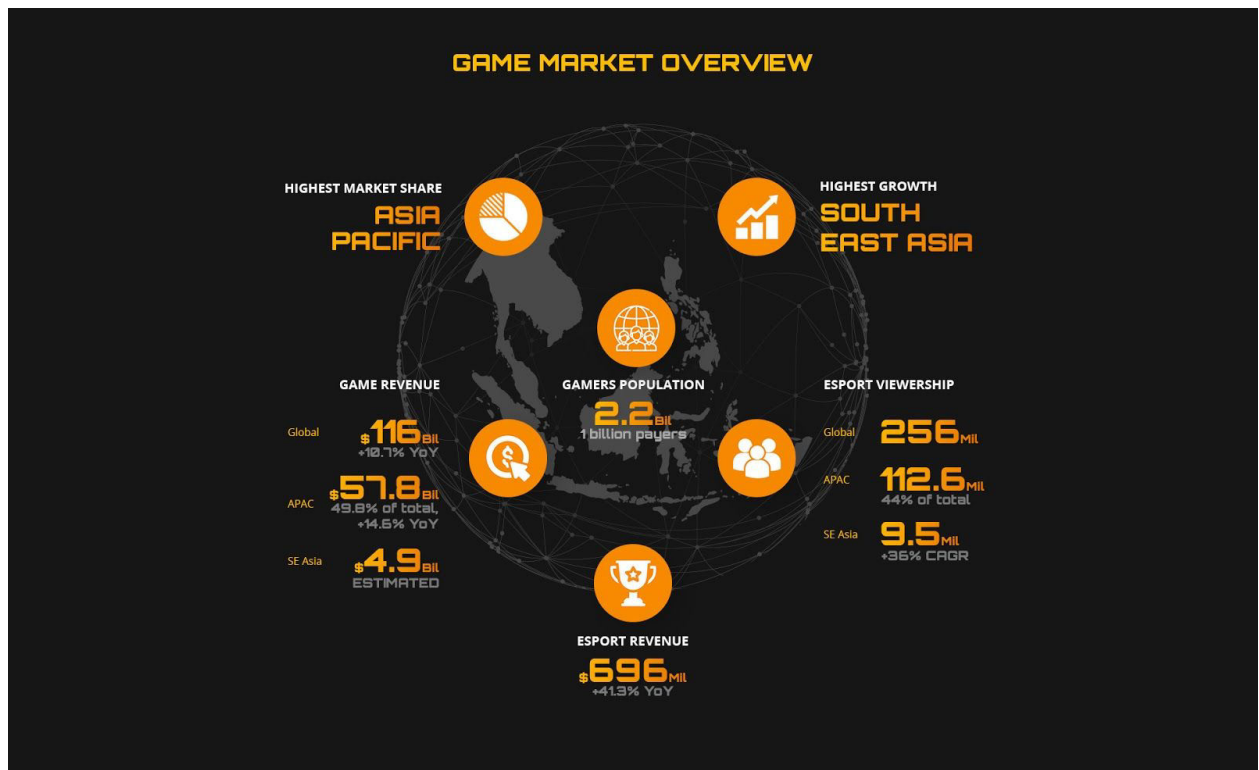 GAME MARKET OVERVIEW
HIGHEST MARKET SHARE
ASIA
PACIFIC
HIGHEST GROWTH
SOUTH
EAST ASIA
GAMERS POPULATION
2.2Bil
1 billion payers
GAME REVENUE
Global
$116Bil
+10.7% YoY
APAC
$57.8Bil
49.8% of total,
+14.6% YoY
SE Asia
$4.9Bil
ESTIMATED
ESPORT VIEWERSHIP
Global
256Mil
APAC
112.6Mil
44% of total
SE Asia
9.5Mil
+36% CAGR
ESPORT REVENUE
$696Mil
+41.3% YoY